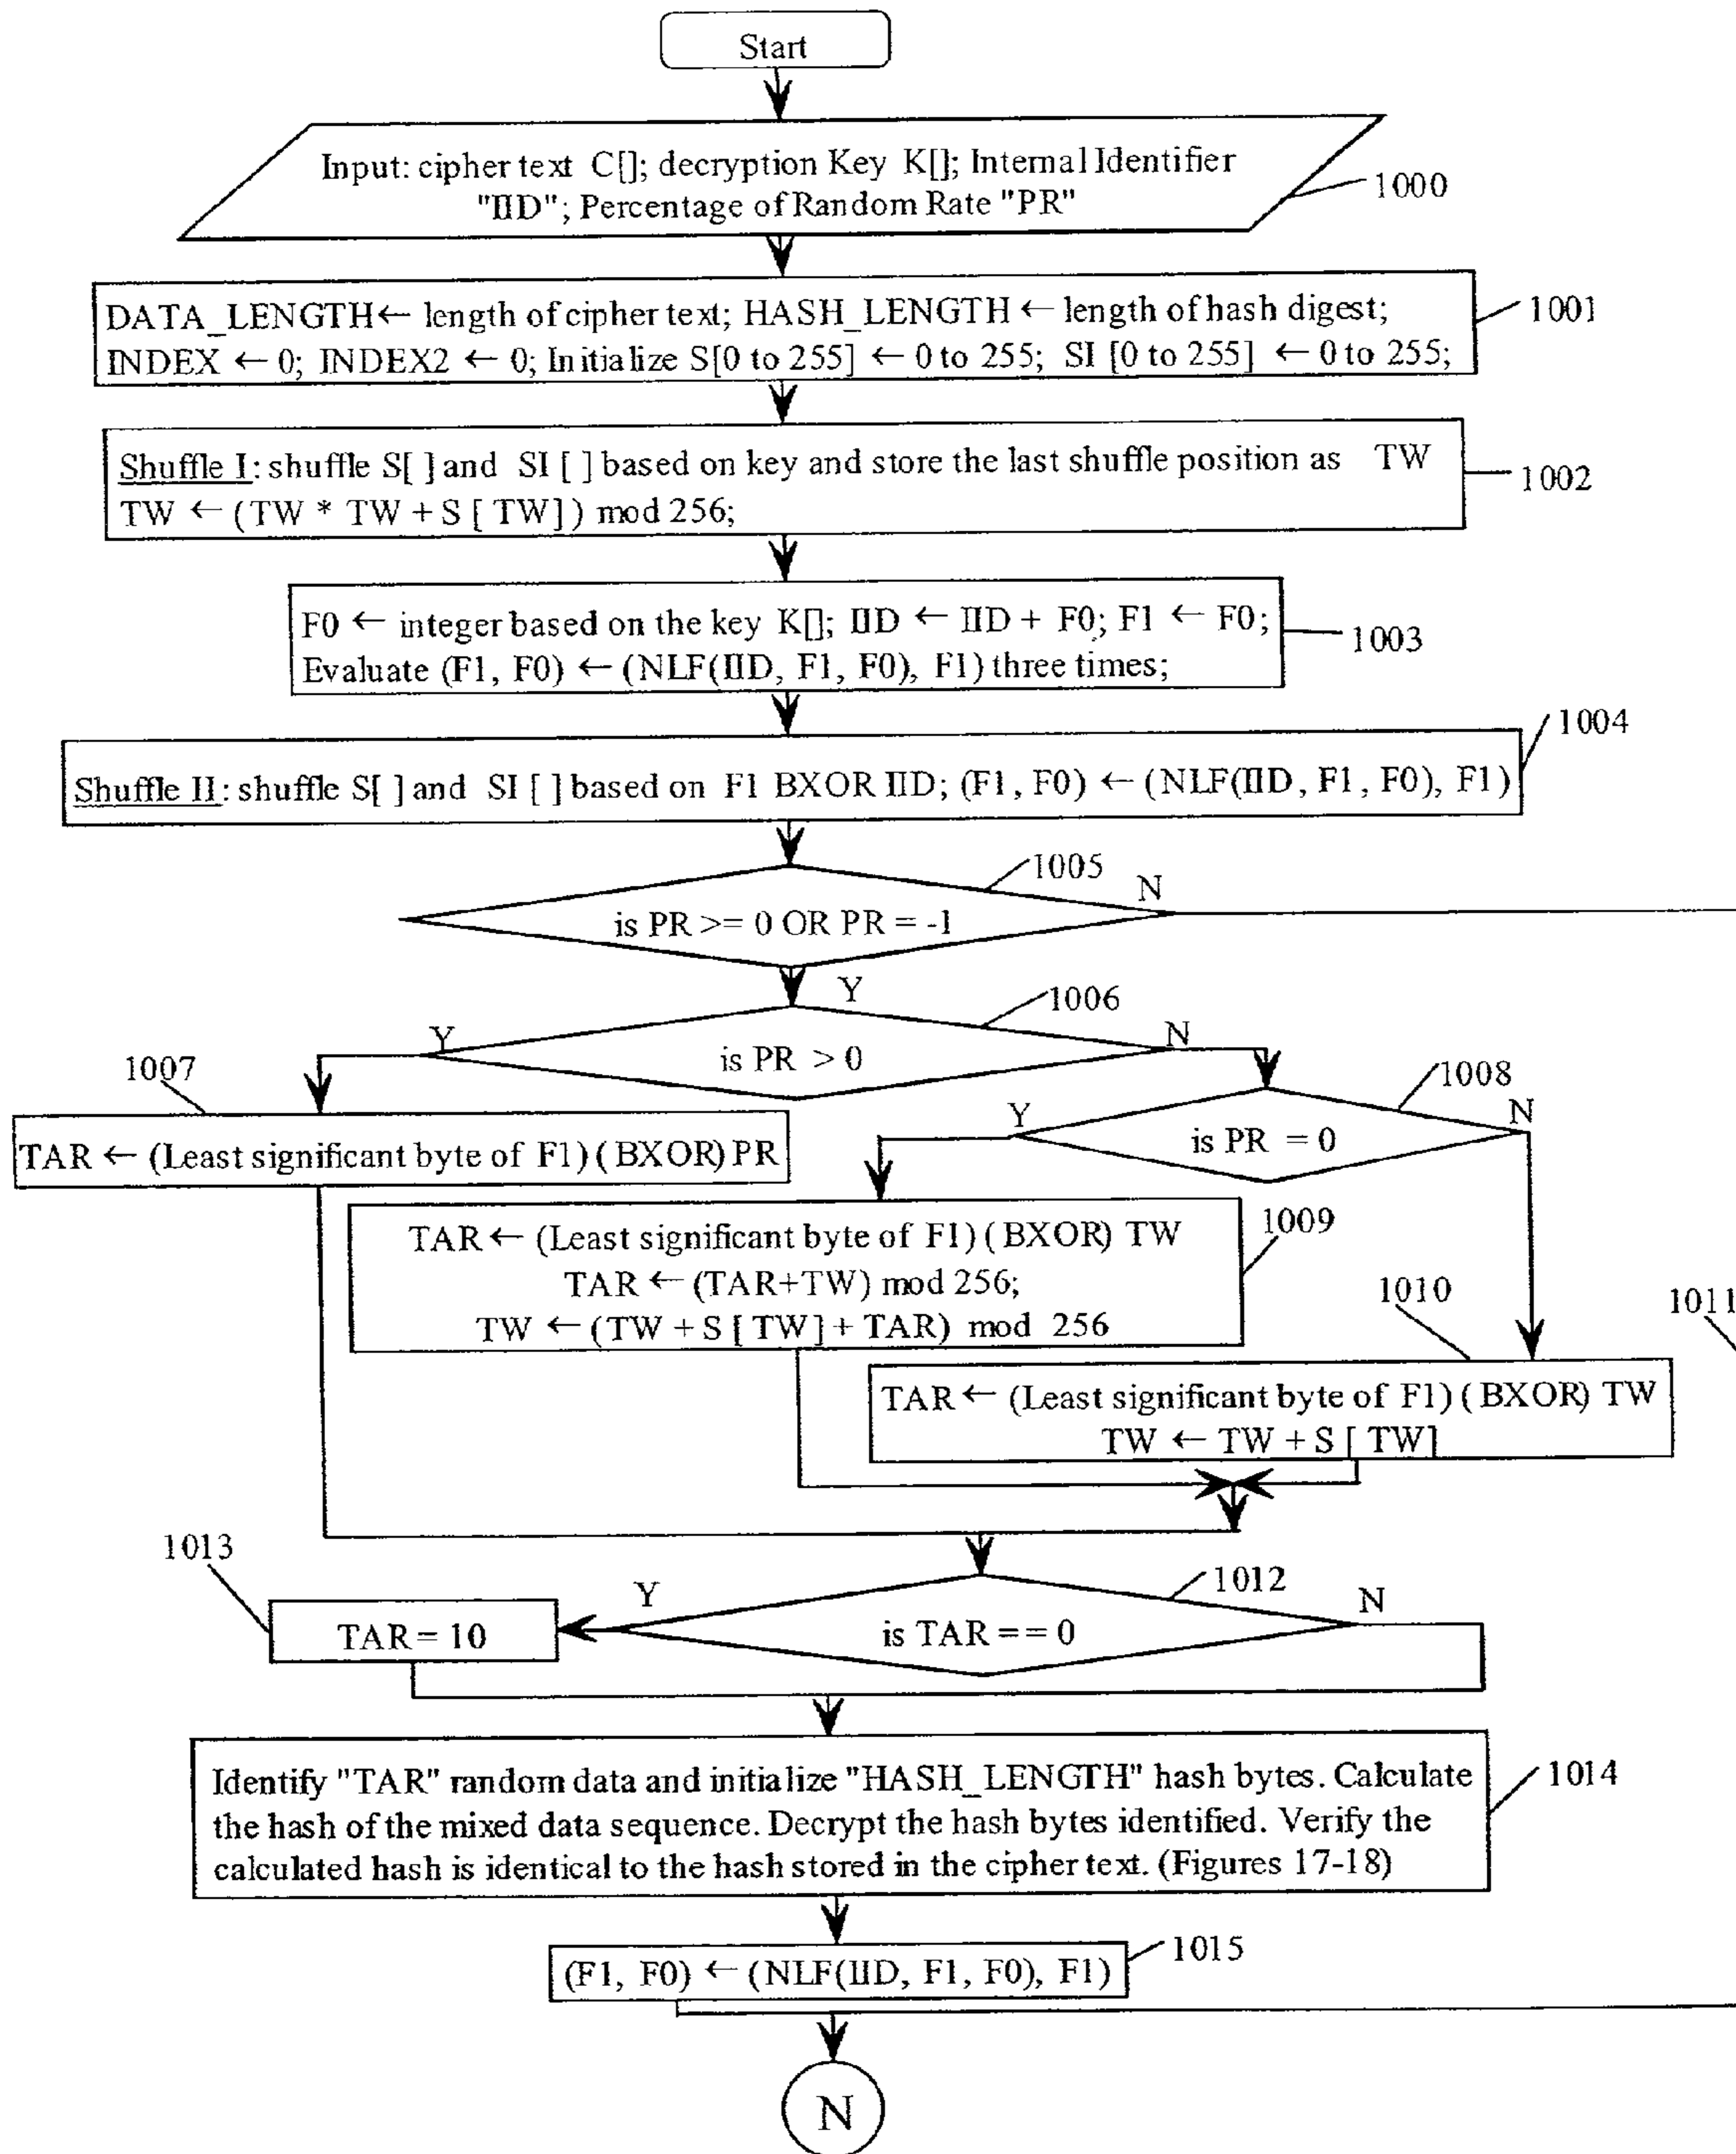 Start
Input: cipher text C[]; decryption Key K[]; Internal Identifier
"IID"; Percentage of Random Rate "PR"
1000
DATA_LENGTH← length of cipher text; HASH_LENGTH ← length of hash digest;
INDEX ← 0; INDEX2 ← 0; Initialize S[0 to 255] ← 0 to 255; SI [0 to 255] ← 0 to 255;
1001
Shuffle I: shuffle S[ ] and SI [ ] based on key and store the last shuffle position as TW
TW ← (TW * TW + S [ TW] ) mod 256;
1002
F0 ← integer based on the key K[]; IID ← IID + F0; F1 ← F0;
Evaluate (F1, F0) ← (NLF(IID, F1, F0), F1) three times;
1003
1004
Shuffle II: shuffle S[ ] and SI [ ] based on F1 BXOR IID; (F1, F0) ← (NLF(IID, F1, F0), F1)
1005
N
is PR >= 0 OR PR = -1
Y
1006
Y
N
is PR > 0
1007
1008
TAR ← (Least significant byte of F1) ( BXOR) PR
Y
N
is PR = 0
TAR ← (Least significant byte of F1) ( BXOR) TW
TAR ← (TAR+TW) mod 256;
TW ← (TW + S [ TW] + TAR) mod 256
1009
1010
1011
TAR ← (Least significant byte of F1) ( BXOR) TW
TW ← TW + S [ TW]
1013
1012
Y
N
TAR = 10
is TAR = = 0
Identify "TAR" random data and initialize "HASH_LENGTH" hash bytes. Calculate
the hash of the mixed data sequence. Decrypt the hash bytes identified. Verify the
calculated hash is identical to the hash stored in the cipher text. (Figures 17-18)
1014
1015
(F1, F0) ← (NLF(IID, F1, F0), F1)
N